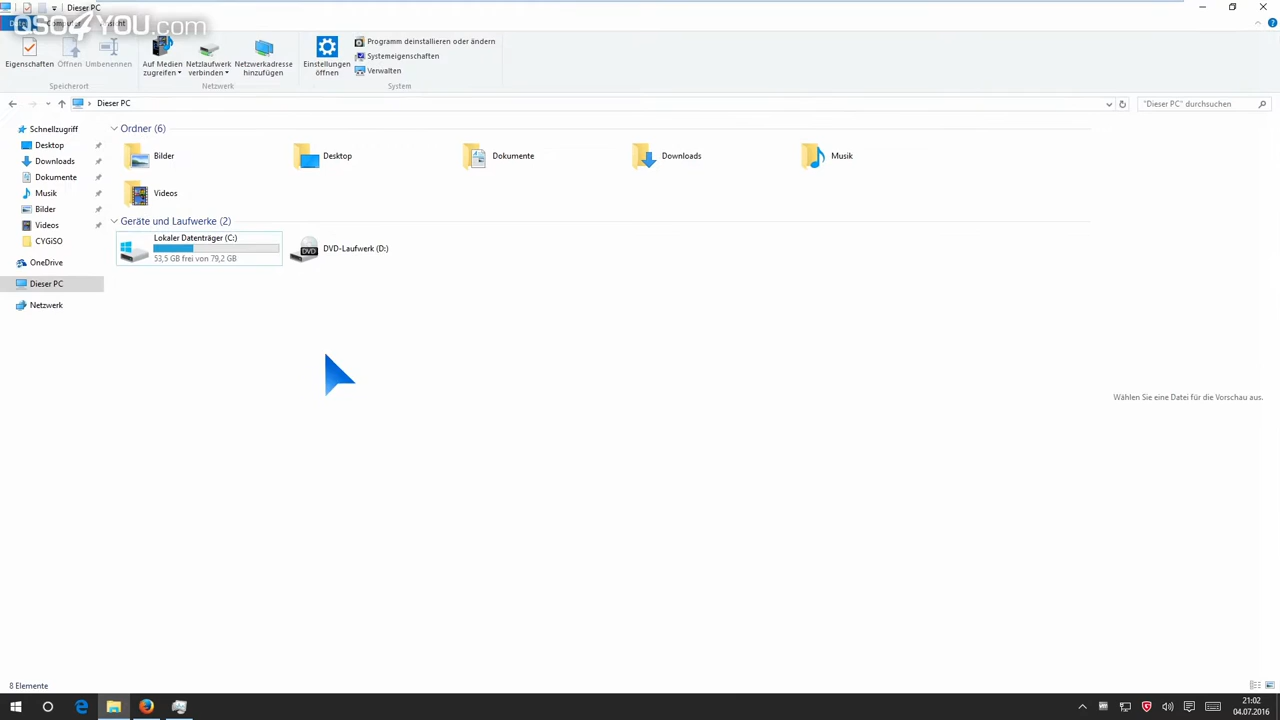 Dieser PC
QSO4YOU.com
Eigenschaften
Öffnen
Umbenennen
Auf Medien
zugreifen
Netzlaufwerk
verbinden
Netzwerkadresse
hinzufügen
Einstellungen
öffnen
Programm deinstallieren oder ändern
Systemeigenschaften
Verwalten
Speicherort
Netzwerk
System
Dieser PC
"Dieser PC" durchsuchen
Schnellzugriff
Desktop
Downloads
Dokumente
Musik
Bilder
Videos
CYGiSO
OneDrive
Dieser PC
Netzwerk
Ordner (6)
Bilder
Desktop
Dokumente
Downloads
Musik
Videos
Geräte und Laufwerke (2)
Lokaler Datenträger (C:)
53,5 GB frei von 79,2 GB
DVD
DVD-Laufwerk (D:)
Wählen Sie eine Datei für die Vorschau aus.
8 Elemente
21:02
04.07.2016